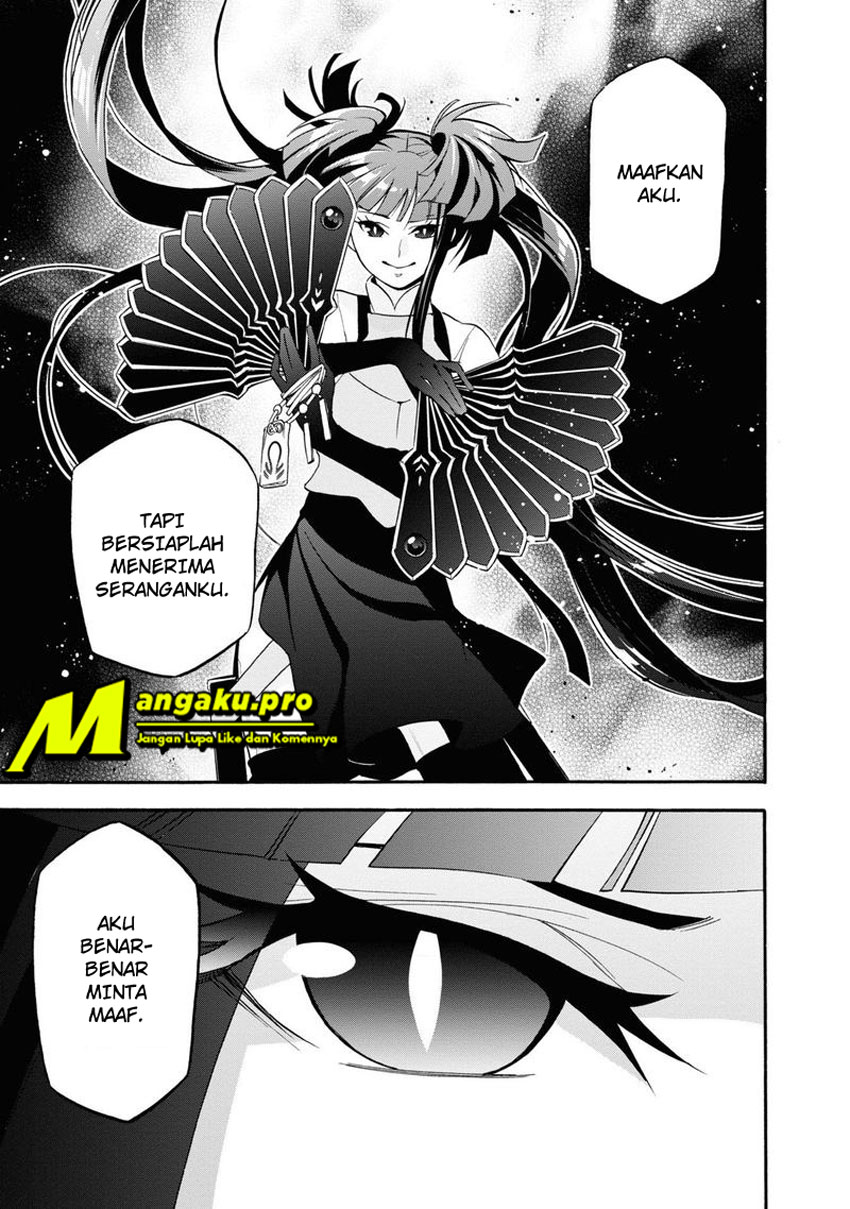 MAAFKAN
AKU.
TAPI
BERSIAPLAH
MENERIMA
SERANGANKU.
Mangaku.pro
Jangan Lupa Like dan Komennya
AKU
BENAR-
BENAR
MINTA
MAAF.